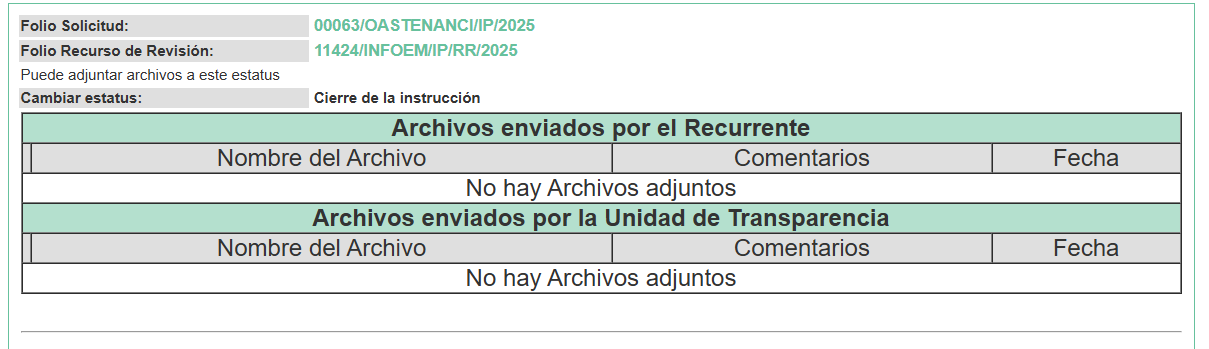 Folio Solicitud: 00063/OASTENANCI/IP/2025
Folio Recurso de Revisión: 11424/INFOEM/IP/RR/2025
Puede adjuntar archivos a este estatus
Cambiar estatus: Cierre de la instrucción
Archivos enviados por el Recurrente
Nombre del Archivo Comentarios Fecha
No hay Archivos adjuntos
Archivos enviados por la Unidad de Transparencia
Nombre del Archivo Comentarios Fecha
No hay Archivos adjuntos